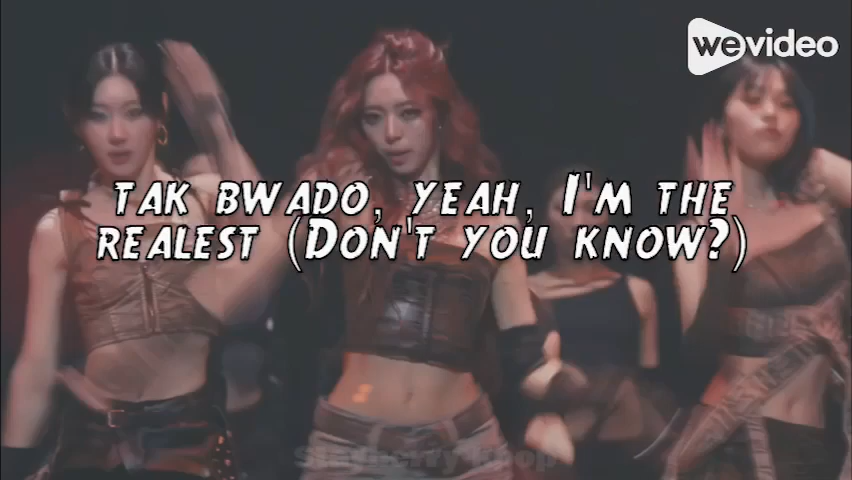 wevideo
TAK BWADO, YEAH, I'M THE
REALEST (DON'T YOU KNOW?)